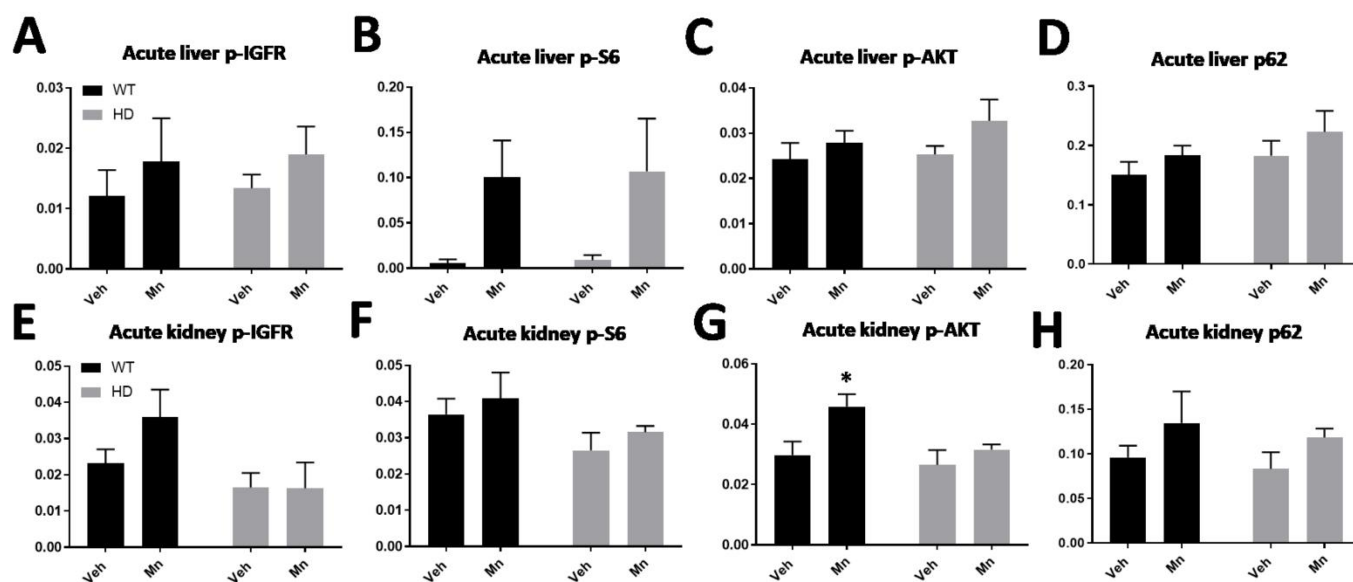 A
Acute liver p-IGFR
0.03
0.02
0.01
0.00
WT
HD
Veh
Mn
Veh
Mn
B
Acute liver p-S6
0.20
0.15
0.10
0.05
0.00
Veh
Mn
Veh
Mn
C
Acute liver p-AKT
0.04
0.03
0.02
0.01
0.00
Veh
Mn
Veh
Mn
D
Acute liver p62
0.3
0.2
0.1
0.0
Veh
Mn
Veh
Mn
E
Acute kidney p-IGFR
0.05
0.04
0.03
0.02
0.01
0.00
WT
HD
Veh
Mn
Veh
Mn
F
Acute kidney p-S6
0.05
0.04
0.03
0.02
0.01
0.00
Veh
Mn
Veh
Mn
G
Acute kidney p-AKT
0.06
0.04
0.02
0.00
*
Veh
Mn
Veh
Mn
H
Acute kidney p62
0.20
0.15
0.10
0.05
0.00
Veh
Mn
Veh
Mn